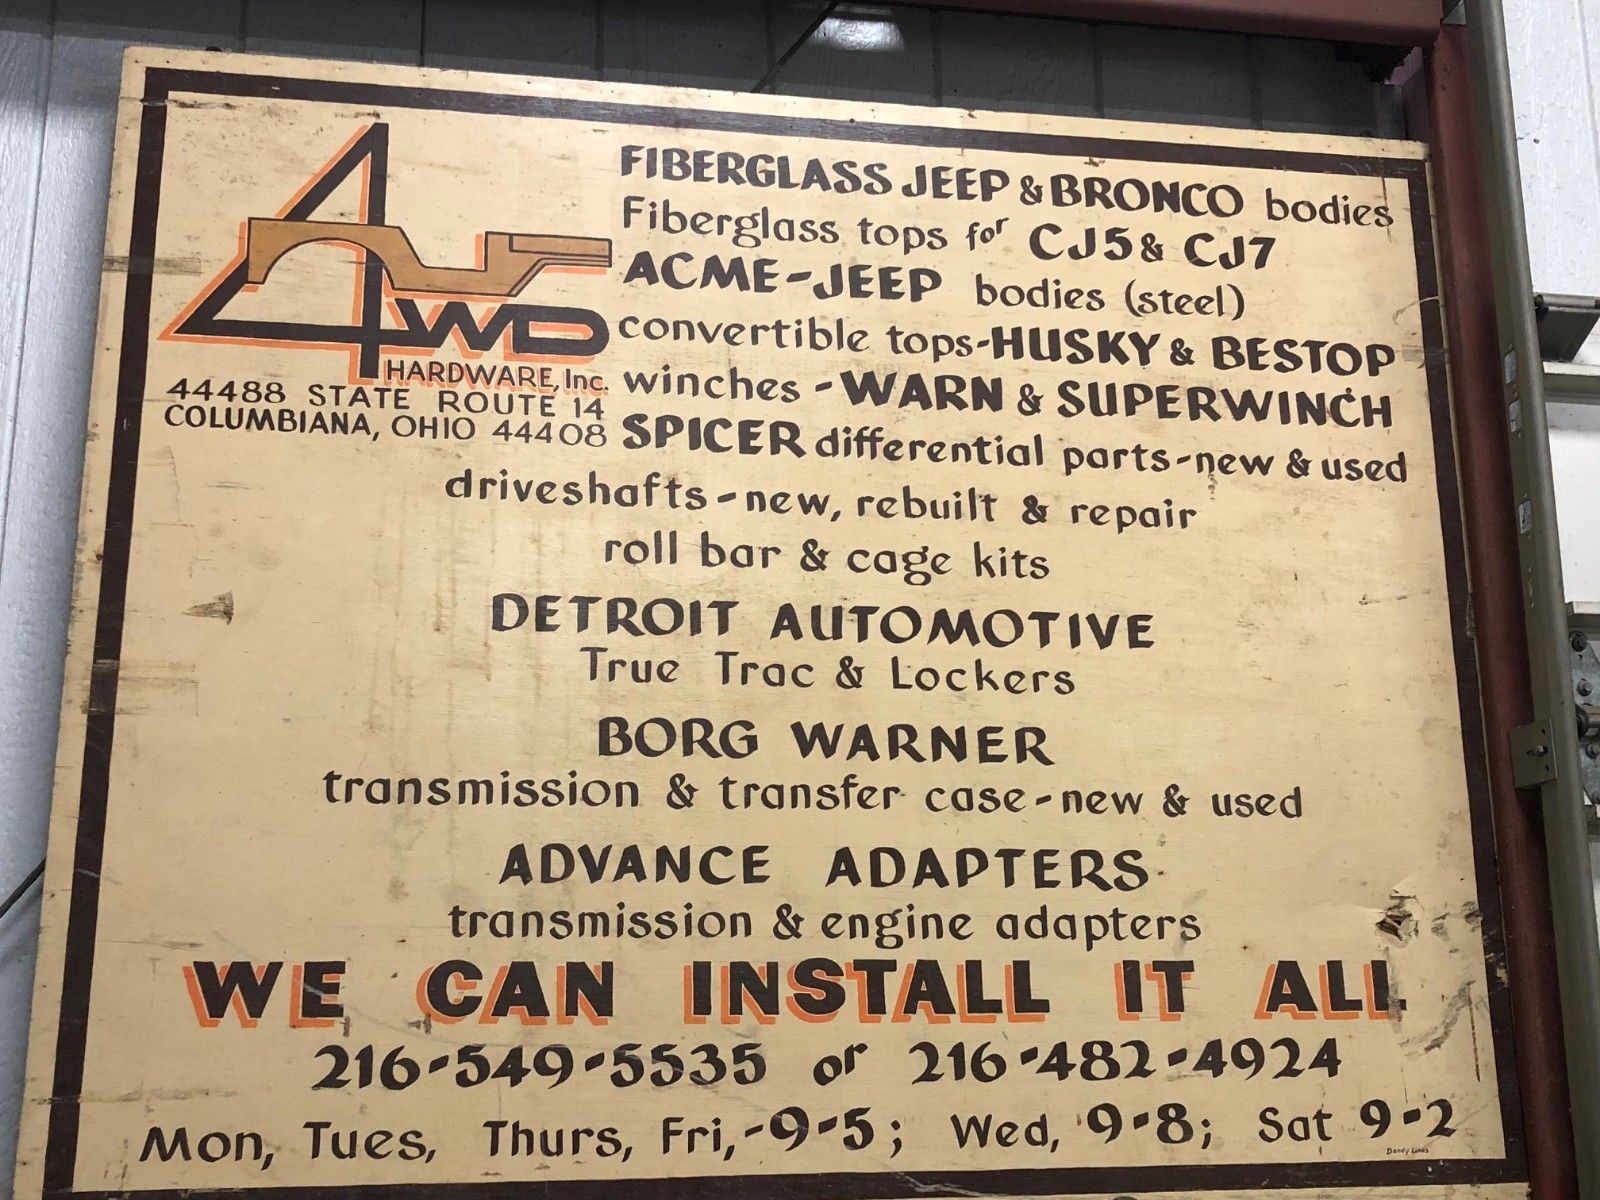 4WD
HARDWARE, Inc.
44488 STATE ROUTE 14
COLUMBIANA, OHIO 44408
FIBERGLASS JEEP & BRONCO bodies
Fiberglass tops for CJ5 & CJ7
ACME-JEEP bodies (steel)
convertible tops-HUSKY & BESTOP
winches - WARN & SUPERWINCH
SPICER differential parts-new & used
driveshafts-new, rebuilt & repair
roll bar & cage kits
DETROIT AUTOMOTIVE
True Trac & Lockers
BORG WARNER
transmission & transfer case-new & used
ADVANCE ADAPTERS
transmission & engine adapters
WE CAN INSTALL IT ALL
216-549-5535 or 216-482-4924
Mon, Tues, Thurs, Fri,-9-5; Wed, 9-8; Sat 9-2
Dandy Lines